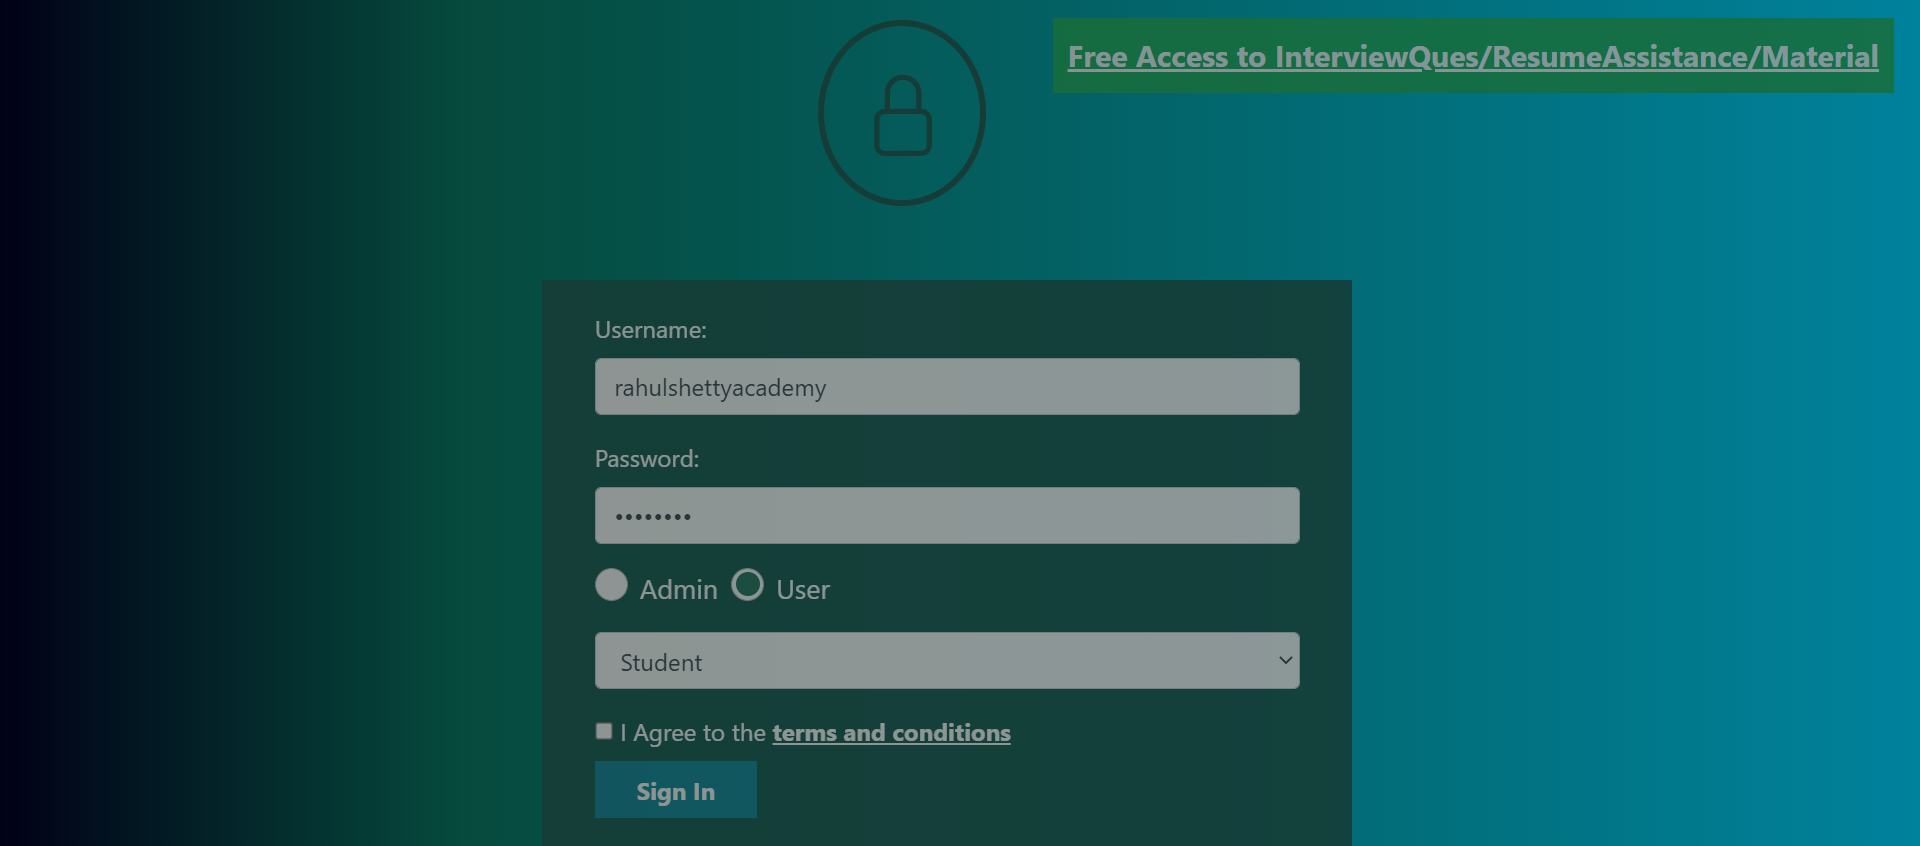 Free Access to InterviewQues/ResumeAssistance/Material
Username:
rahulshettyacademy
Password:
••••••••
Admin User
Student
I Agree to the terms and conditions
Sign In